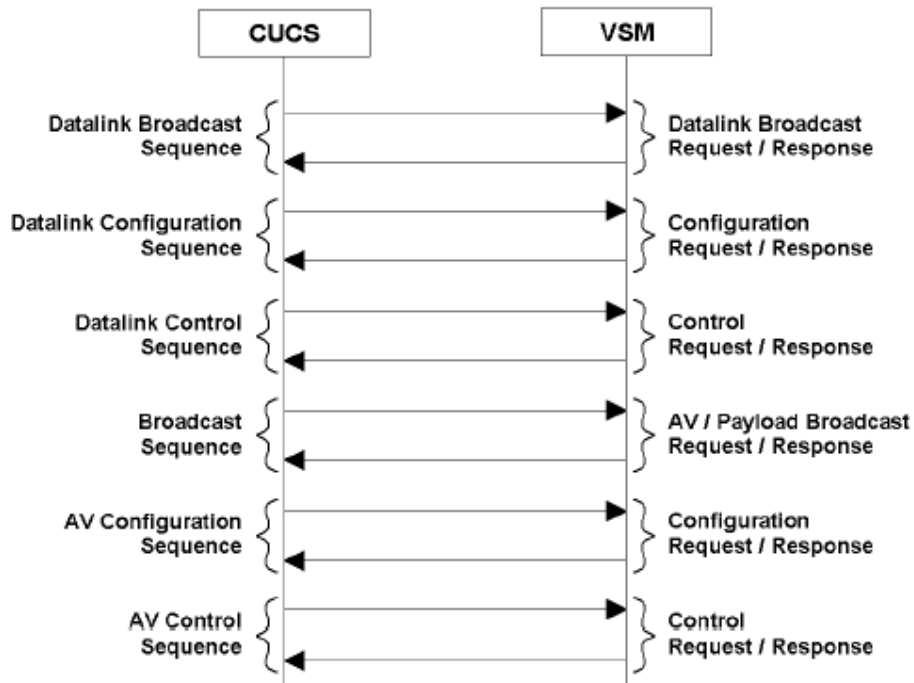 CUCS
VSM
Datalink Broadcast
Sequence
Datalink Broadcast
Request / Response
Datalink Configuration
Sequence
Configuration
Request / Response
Datalink Control
Sequence
Control
Request / Response
Broadcast
Sequence
AV / Payload Broadcast
Request / Response
AV Configuration
Sequence
Configuration
Request / Response
AV Control
Sequence
Control
Request / Response